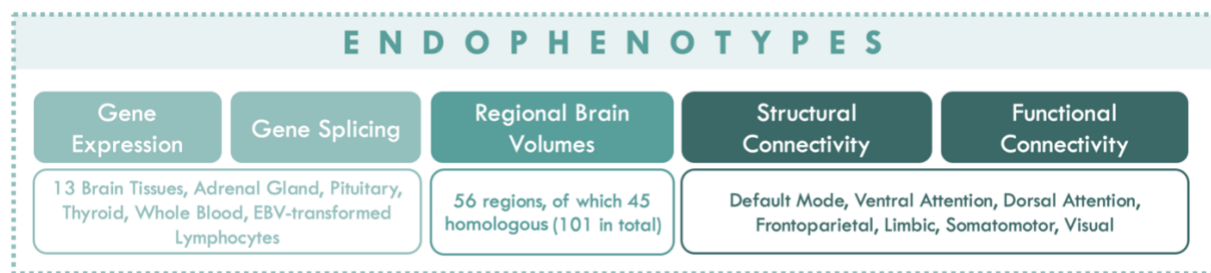 ENDOPHENOTYPES
Gene
Expression
Gene Splicing
Regional Brain
Volumes
Structural
Connectivity
Functional
Connectivity
13 Brain Tissues, Adrenal Gland, Pituitary,
Thyroid, Whole Blood, EBV-transformed
Lymphocytes
56 regions, of which 45
homologous (101 in total)
Default Mode, Ventral Attention, Dorsal Attention,
Frontoparietal, Limbic, Somatomotor, Visual